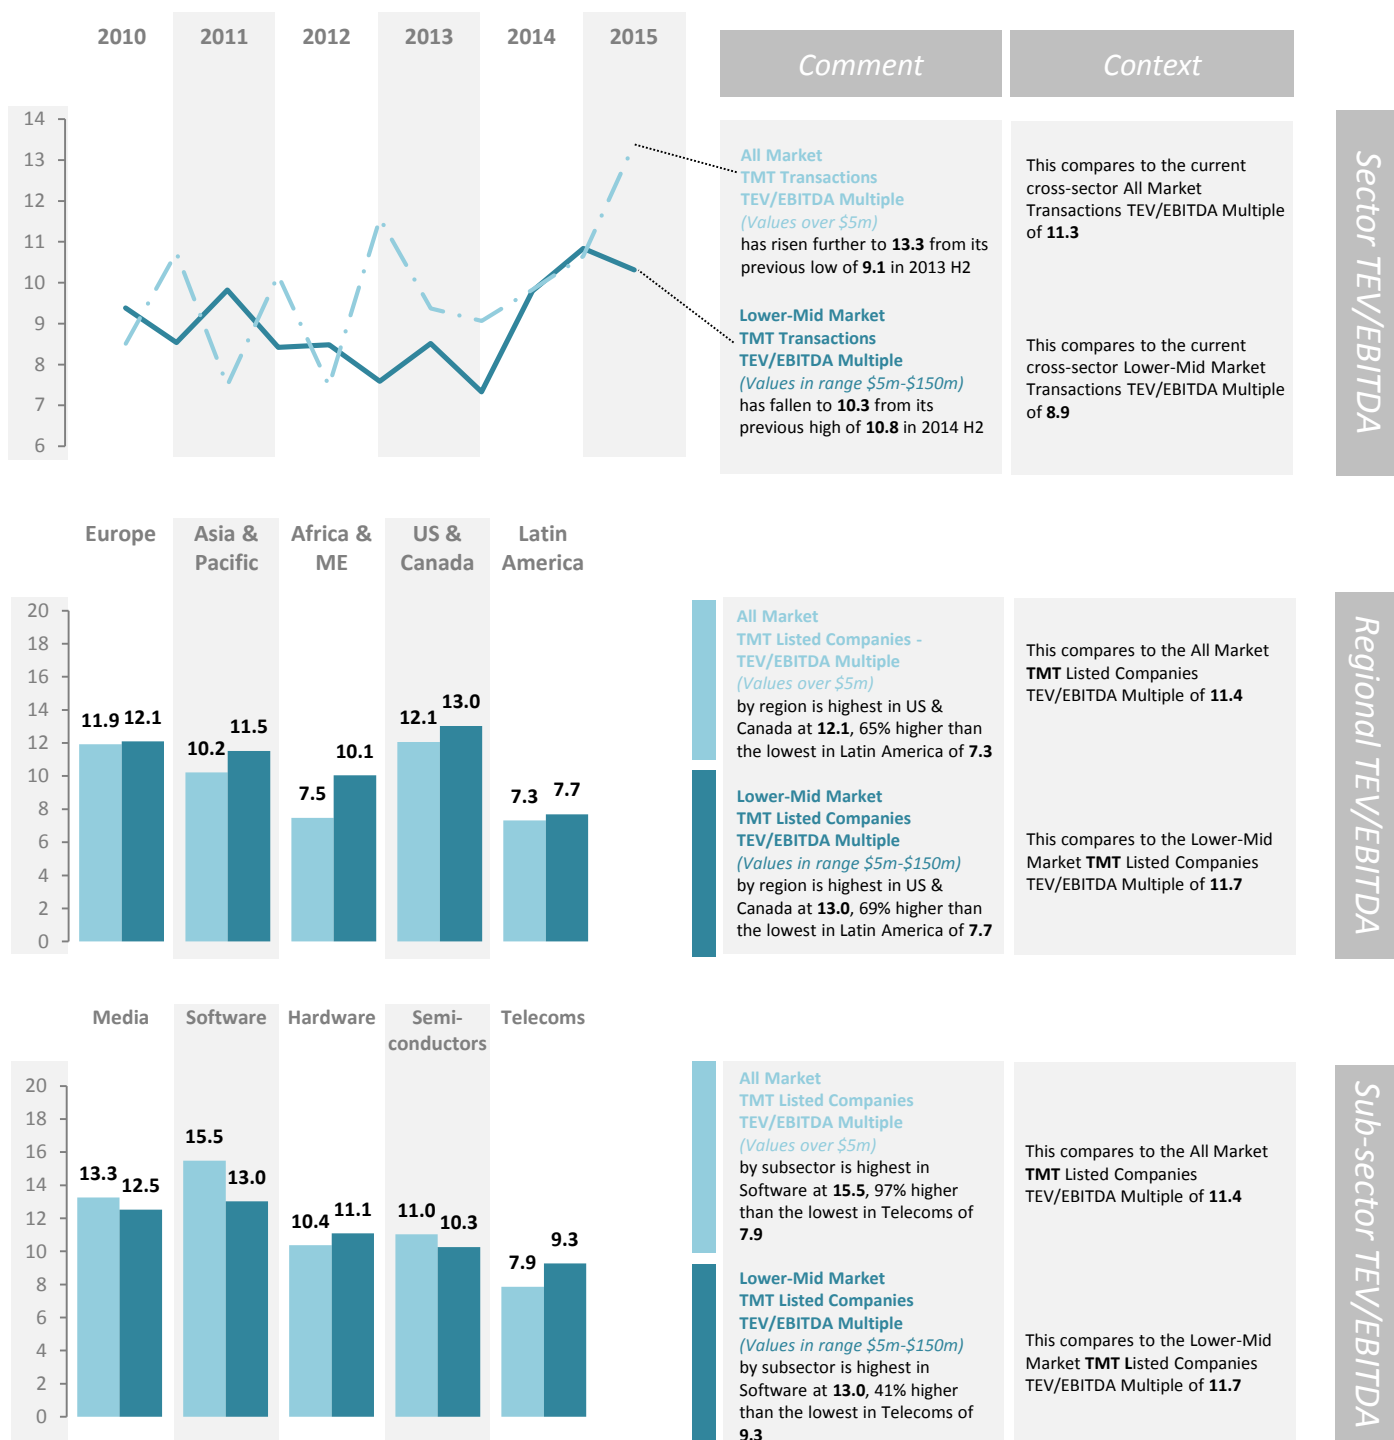 2010 2011 2012 2013 2014 2015
Comment Context
14
13
12
11
10
9
8
7
6
All Market
TMT Transactions
TEV/EBITDA Multiple
(Values over $5m)
has risen further to 13.3 from its
previous low of 9.1 in 2013 H2
Lower-Mid Market
TMT Transactions
TEV/EBITDA Multiple
(Values in range $5m-$150m)
has fallen to 10.3 from its
previous high of 10.8 in 2014 H2
This compares to the current
cross-sector All Market
Transactions TEV/EBITDA Multiple
of 11.3
This compares to the current
cross-sector Lower-Mid Market
Transactions TEV/EBITDA Multiple
of 8.9
Sector TEV/EBITDA
Europe Asia & Africa & US & Latin
Pacific ME Canada America
20
18
16
14
12
10
8
6
4
2
0
11.9 12.1
10.2 11.5
7.5 10.1
12.1 13.0
7.3 7.7
All Market
TMT Listed Companies -
TEV/EBITDA Multiple
(Values over $5m)
by region is highest in US &
Canada at 12.1, 65% higher than
the lowest in Latin America of 7.3
Lower-Mid Market
TMT Listed Companies
TEV/EBITDA Multiple
(Values in range $5m-$150m)
by region is highest in US &
Canada at 13.0, 69% higher than
the lowest in Latin America of 7.7
This compares to the All Market
TMT Listed Companies
TEV/EBITDA Multiple of 11.4
This compares to the Lower-Mid
Market TMT Listed Companies
TEV/EBITDA Multiple of 11.7
Regional TEV/EBITDA
Media Software Hardware Semi- Telecoms
conductors
20
18
16
14
12
10
8
6
4
2
0
13.3 12.5
15.5 13.0
10.4 11.1
11.0 10.3
7.9 9.3
All Market
TMT Listed Companies
TEV/EBITDA Multiple
(Values over $5m)
by subsector is highest in
Software at 15.5, 97% higher
than the lowest in Telecoms of
7.9
Lower-Mid Market
TMT Listed Companies
TEV/EBITDA Multiple
(Values in range $5m-$150m)
by subsector is highest in
Software at 13.0, 41% higher
than the lowest in Telecoms of
9.3
This compares to the All Market
TMT Listed Companies
TEV/EBITDA Multiple of 11.4
This compares to the Lower-Mid
Market TMT Listed Companies
TEV/EBITDA Multiple of 11.7
Sub-sector TEV/EBITDA